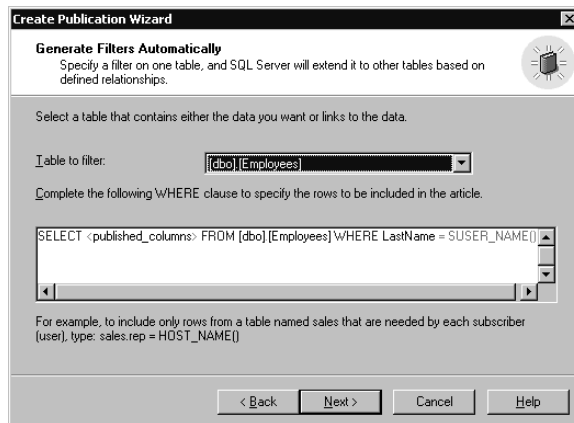 Create Publication Wizard
Generate Filters Automatically
Specify a filter on one table, and SQL Server will extend it to other tables based on
defined relationships.
Select a table that contains either the data you want or links to the data.
Table to filter:
[dbo].[Employees]
Complete the following WHERE clause to specify the rows to be included in the article.
SELECT <published_columns> FROM [dbo].[Employees] WHERE LastName = SUSER_NAME()
For example, to include only rows from a table named sales that are needed by each subscriber
(user), type: sales.rep = HOST_NAME()
< Back
Next >
Cancel
Help